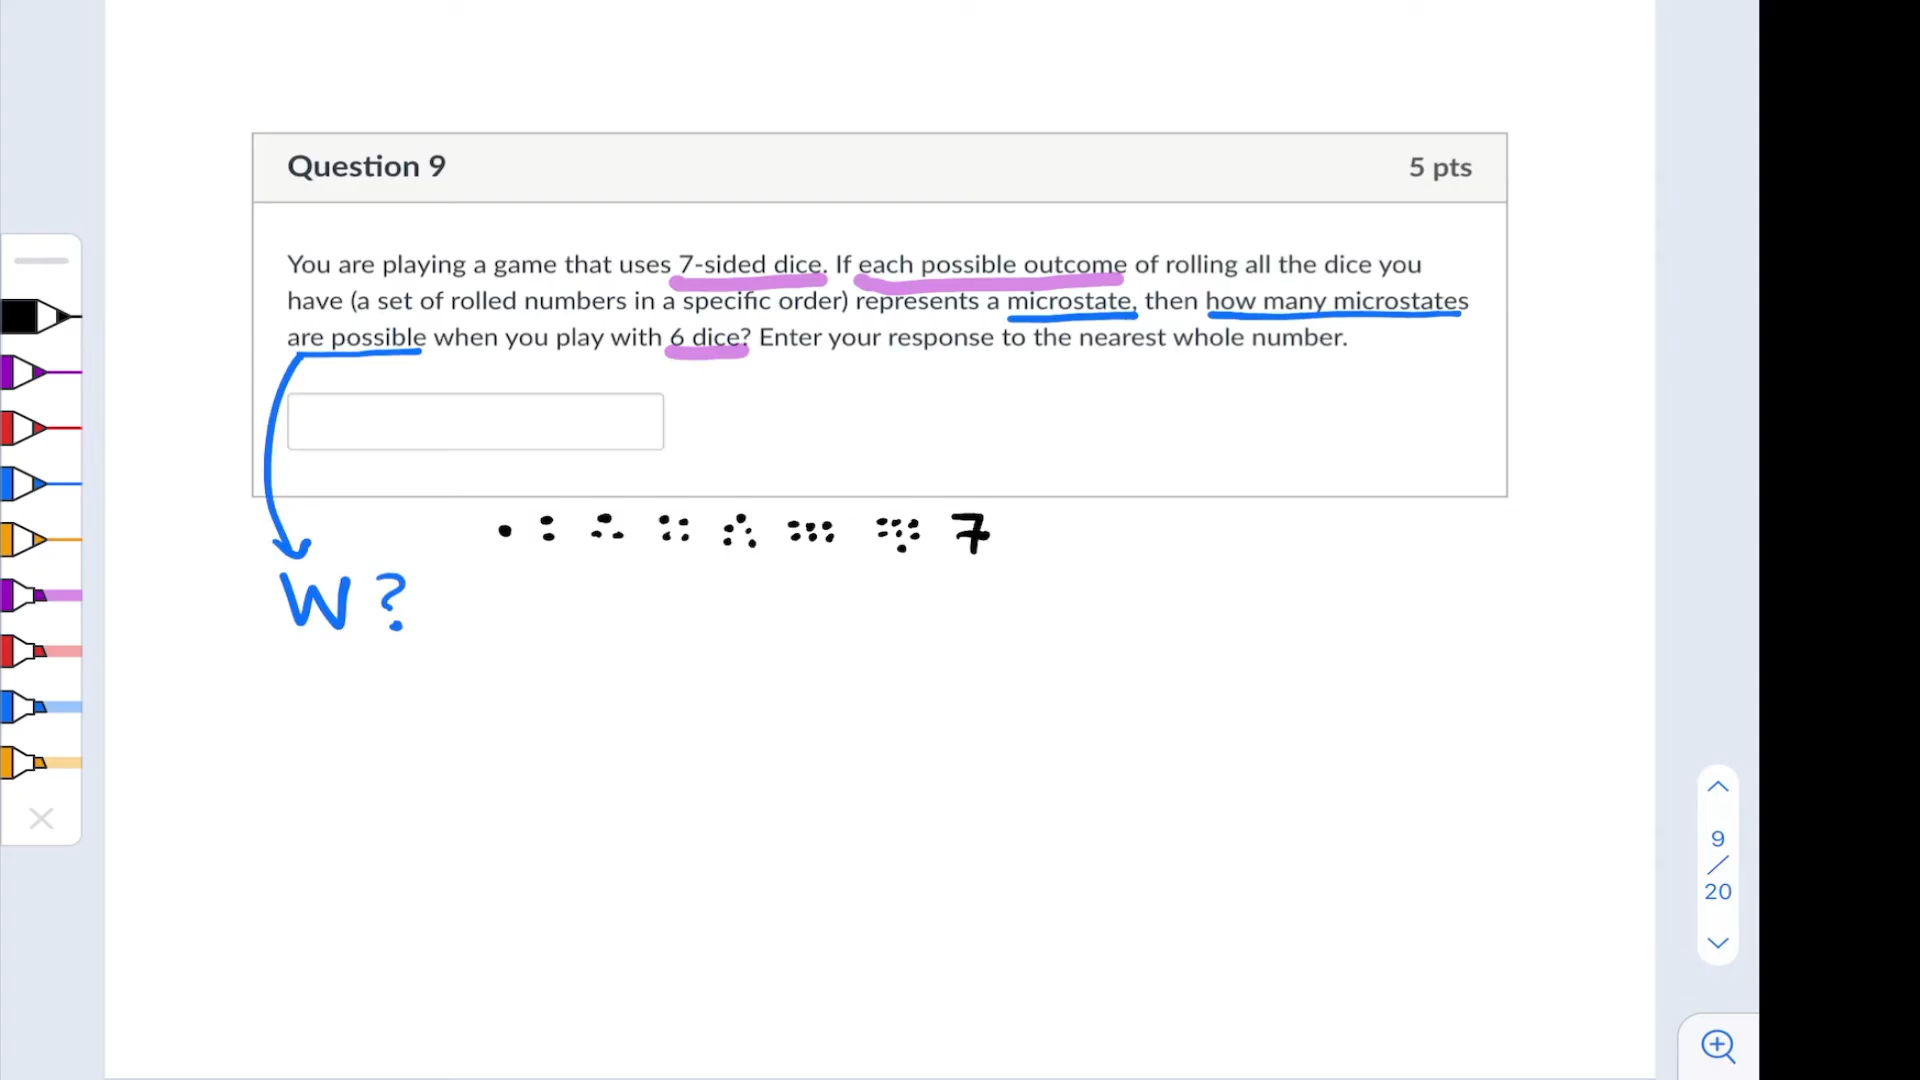 Question 9
5 pts
You are playing a game that uses 7-sided dice. If each possible outcome of rolling all the dice you
have (a set of rolled numbers in a specific order) represents a microstate, then how many microstates
are possible when you play with 6 dice? Enter your response to the nearest whole number.
7
W ?
9
/
20